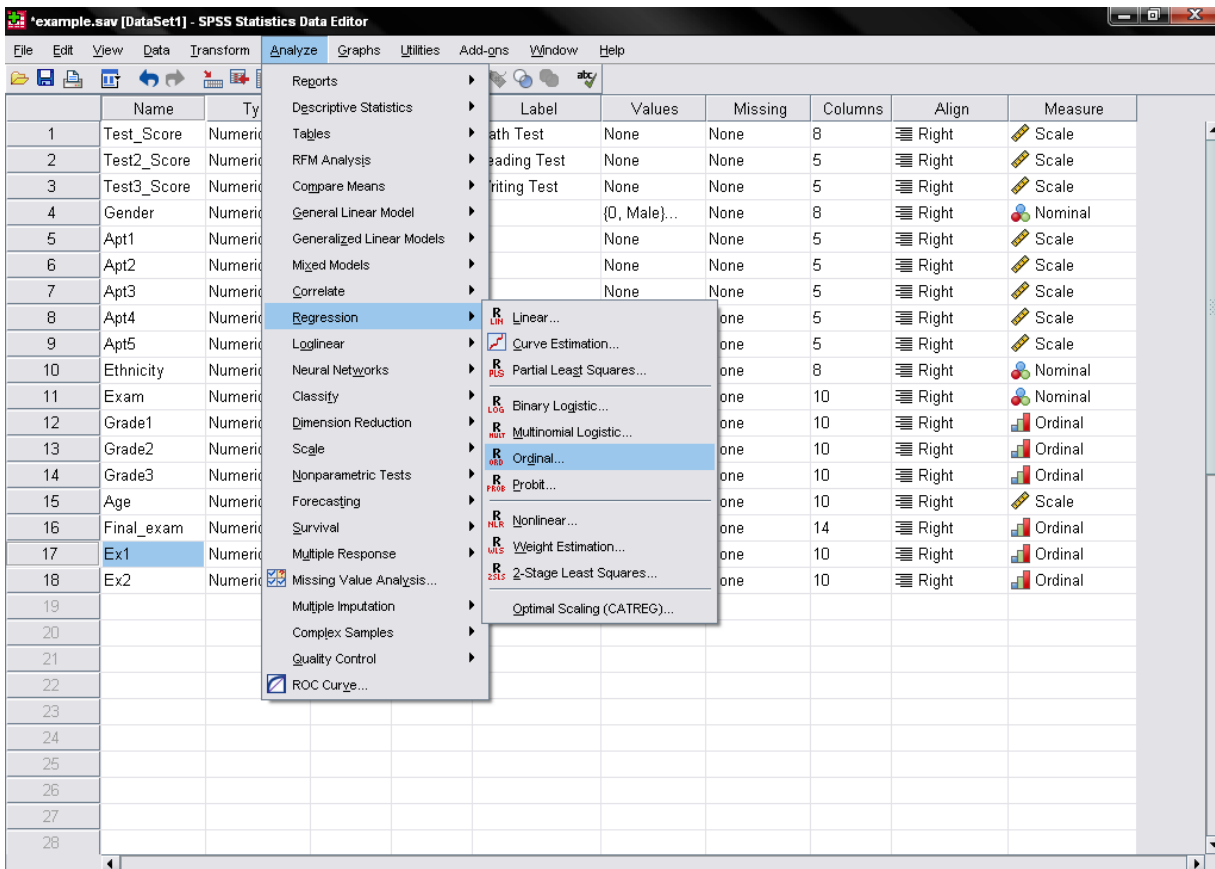 *example.sav [DataSet1] - SPSS Statistics Data Editor
File Edit View Data Transform Analyze Graphs Utilities Add-ons Window Help
Name Ty Label Values Missing Columns Align Measure
1 Test_Score Numeric ath Test None None 8 Right Scale
2 Test2_Score Numeric eading Test None None 5 Right Scale
3 Test3_Score Numeric riting Test None None 5 Right Scale
4 Gender Numeric {0, Male}... None 8 Right Nominal
5 Apt1 Numeric None None 5 Right Scale
6 Apt2 Numeric None None 5 Right Scale
7 Apt3 Numeric None None 5 Right Scale
8 Apt4 Numeric one 5 Right Scale
9 Apt5 Numeric one 5 Right Scale
10 Ethnicity Numeric one 8 Right Nominal
11 Exam Numeric one 10 Right Nominal
12 Grade1 Numeric one 10 Right Ordinal
13 Grade2 Numeric one 10 Right Ordinal
14 Grade3 Numeric one 10 Right Ordinal
15 Age Numeric one 10 Right Scale
16 Final_exam Numeric one 14 Right Ordinal
17 Ex1 Numeric one 10 Right Ordinal
18 Ex2 Numeric one 10 Right Ordinal
19
20
21
22
23
24
25
26
27
28
Reports
Descriptive Statistics
Tables
RFM Analysis
Compare Means
General Linear Model
Generalized Linear Models
Mixed Models
Correlate
Regression
Loglinear
Neural Networks
Classify
Dimension Reduction
Scale
Nonparametric Tests
Forecasting
Survival
Multiple Response
Missing Value Analysis...
Multiple Imputation
Complex Samples
Quality Control
ROC Curve...
R LIN Linear...
Curve Estimation...
R PLS Partial Least Squares...
R LOG Binary Logistic...
R MULT Multinomial Logistic...
R ORD Ordinal...
R PROB Probit...
R NLR Nonlinear...
R WLS Weight Estimation...
R 2SLS 2-Stage Least Squares...
Optimal Scaling (CATREG)...